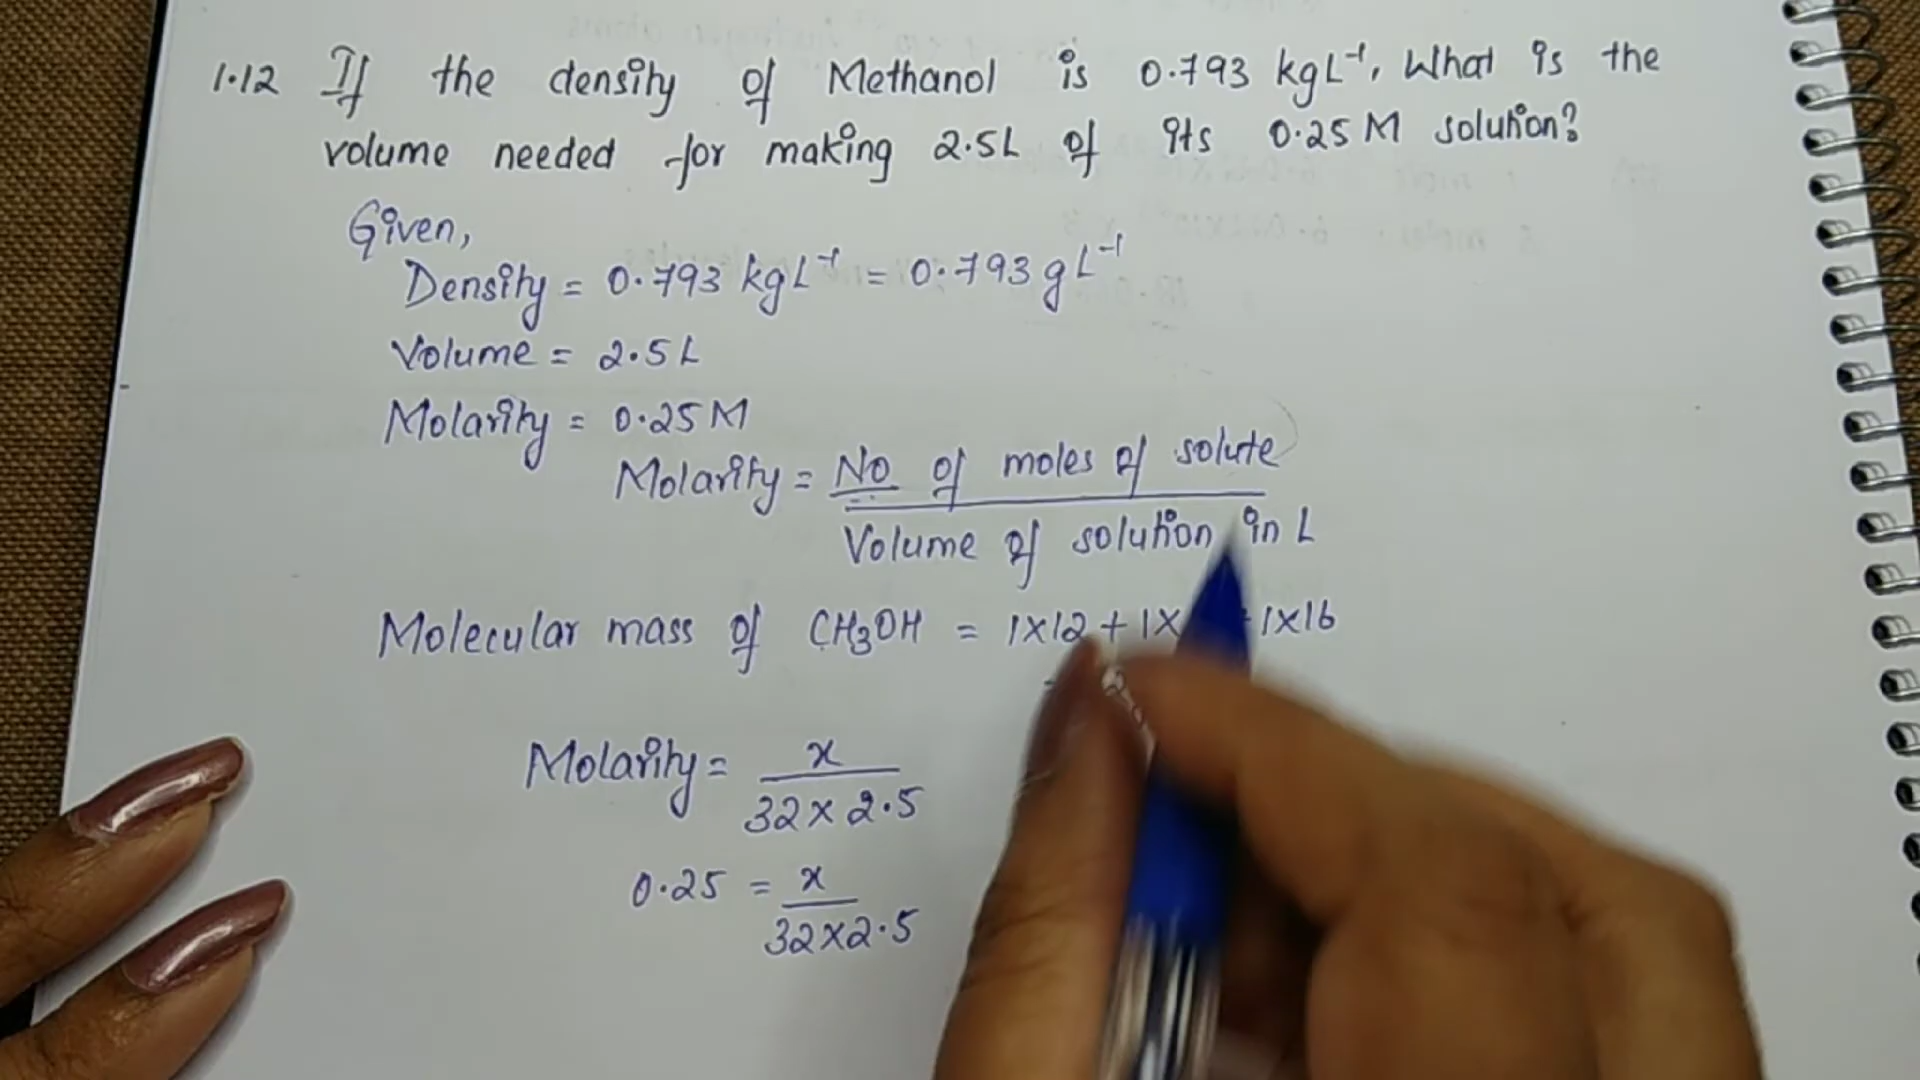 1.12 If the density of Methanol is 0.793 kgL⁻¹, What is the
volume needed for making 2.5L of its 0.25 M solution?
Given,
Density = 0.793 kgL⁻¹ = 0.793 gL⁻¹
Volume = 2.5 L
Molarity = 0.25 M
Molarity = No of moles of solute
Volume of solution in L
Molecular mass of CH₃OH = 1×12 + 1× 1×16
Molarity = x
32 × 2.5
0.25 = x
32×2.5